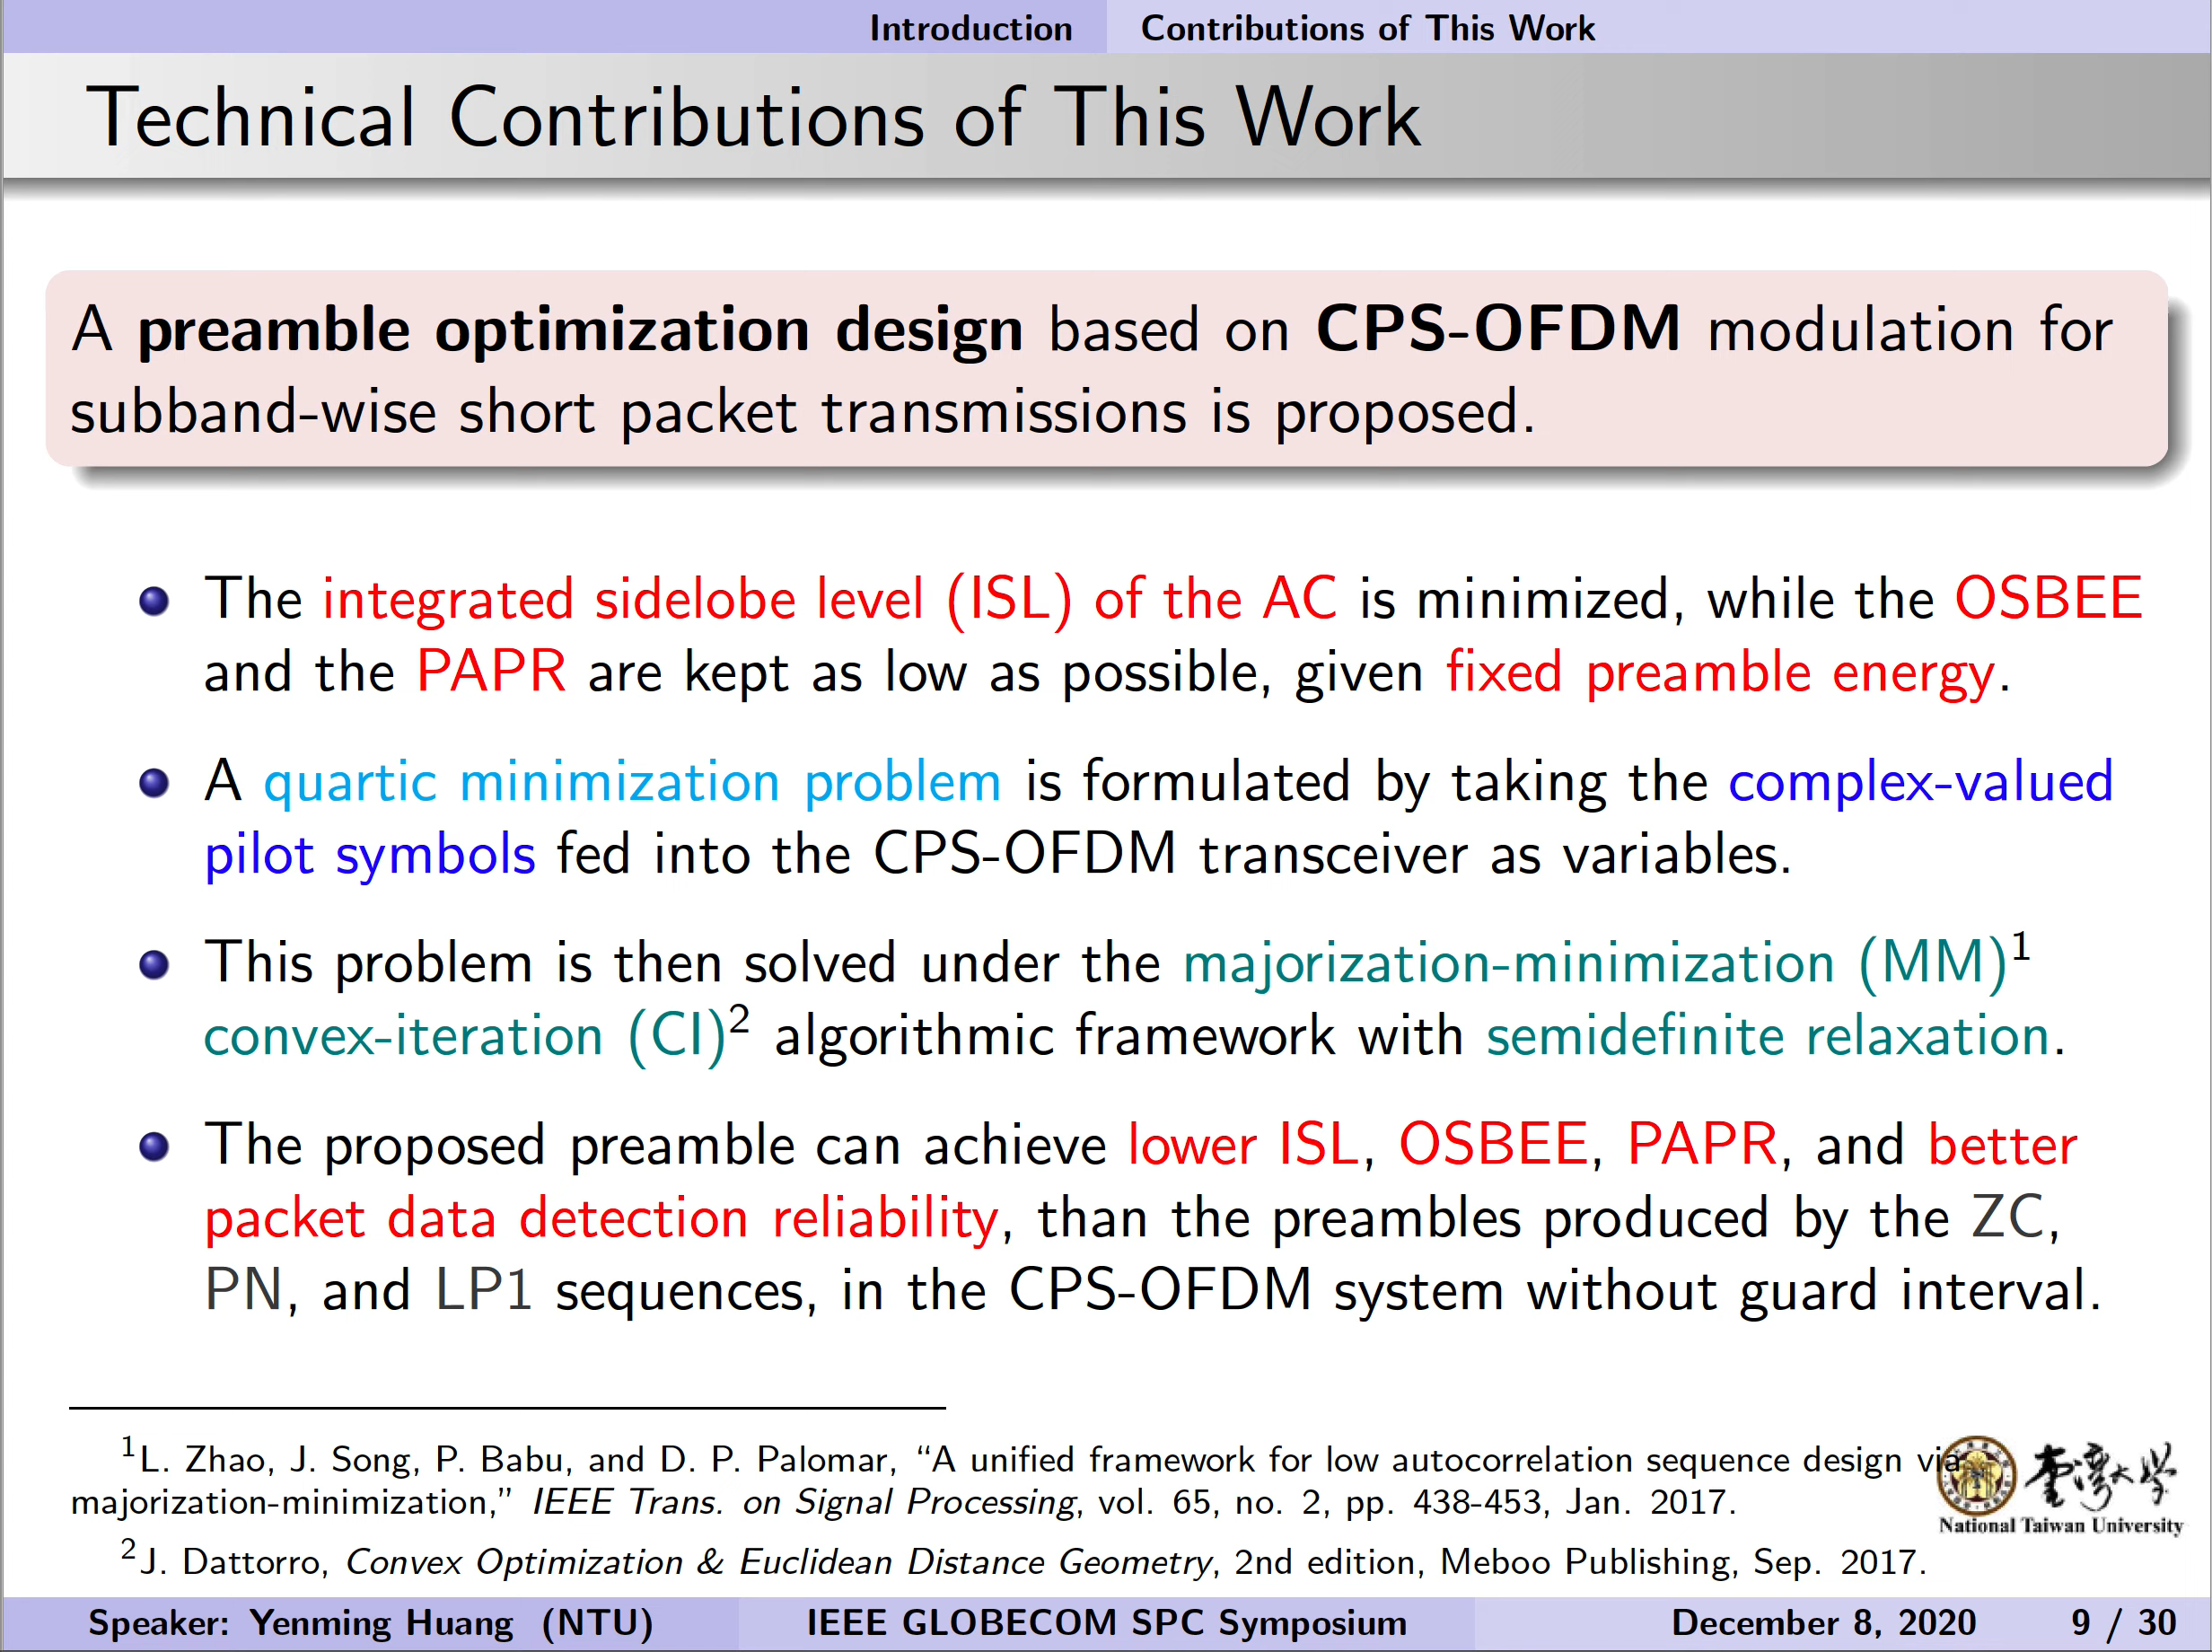 Introduction Contributions of This Work
Technical Contributions of This Work
A preamble optimization design based on CPS-OFDM modulation for
subband-wise short packet transmissions is proposed.
The integrated sidelobe level (ISL) of the AC is minimized, while the OSBEE
and the PAPR are kept as low as possible, given fixed preamble energy.
A quartic minimization problem is formulated by taking the complex-valued
pilot symbols fed into the CPS-OFDM transceiver as variables.
This problem is then solved under the majorization-minimization (MM)¹
convex-iteration (CI)² algorithmic framework with semidefinite relaxation.
The proposed preamble can achieve lower ISL, OSBEE, PAPR, and better
packet data detection reliability, than the preambles produced by the ZC,
PN, and LP1 sequences, in the CPS-OFDM system without guard interval.
¹L. Zhao, J. Song, P. Babu, and D. P. Palomar, “A unified framework for low autocorrelation sequence design via
majorization-minimization,” IEEE Trans. on Signal Processing, vol. 65, no. 2, pp. 438-453, Jan. 2017.
²J. Dattorro, Convex Optimization & Euclidean Distance Geometry, 2nd edition, Meboo Publishing, Sep. 2017.
臺灣大學
National Taiwan University
Speaker: Yenming Huang (NTU) IEEE GLOBECOM SPC Symposium December 8, 2020 9 / 30